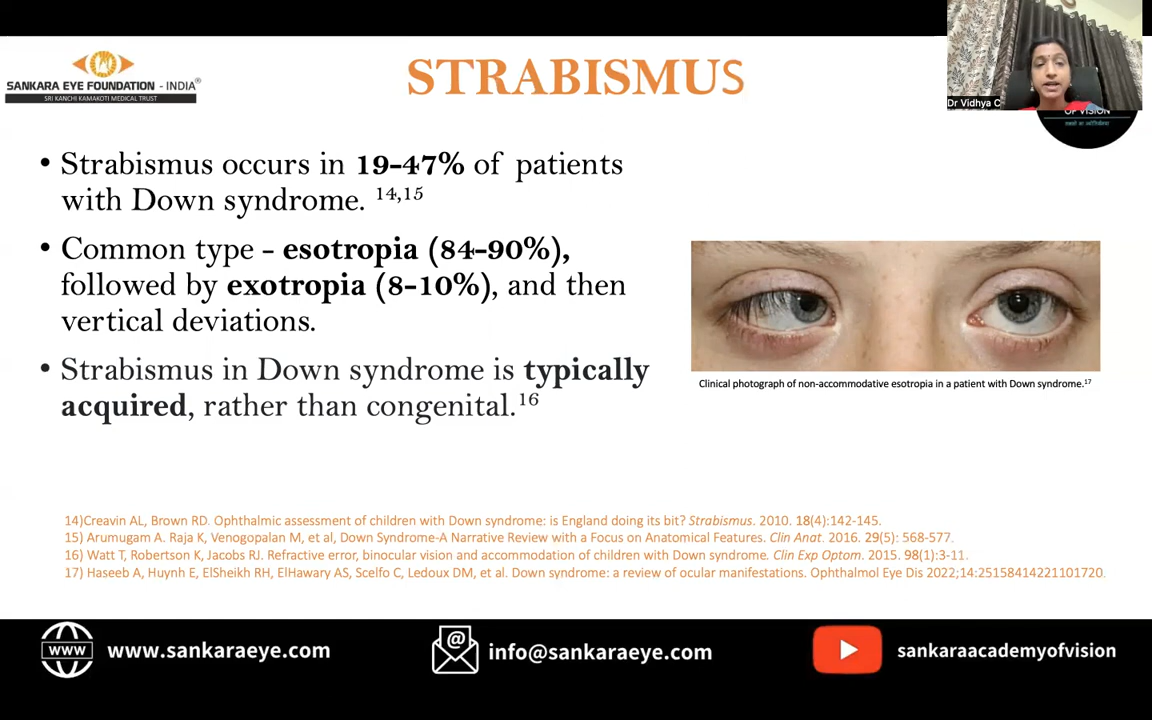 SANKARA EYE FOUNDATION - INDIA®
SRI KANCHI KAMAKOTI MEDICAL TRUST
STRABISMUS
Dr Vidhya C
OF VISION
• Strabismus occurs in 19-47% of patients
with Down syndrome. 14,15
• Common type - esotropia (84-90%),
followed by exotropia (8-10%), and then
vertical deviations.
• Strabismus in Down syndrome is typically
acquired, rather than congenital.16
Clinical photograph of non-accommodative esotropia in a patient with Down syndrome.17
14)Creavin AL, Brown RD. Ophthalmic assessment of children with Down syndrome: is England doing its bit? Strabismus. 2010. 18(4):142-145.
15) Arumugam A. Raja K, Venogopalan M, et al, Down Syndrome-A Narrative Review with a Focus on Anatomical Features. Clin Anat. 2016. 29(5): 568-577.
16) Watt T, Robertson K, Jacobs RJ. Refractive error, binocular vision and accommodation of children with Down syndrome. Clin Exp Optom. 2015. 98(1):3-11.
17) Haseeb A, Huynh E, ElSheikh RH, ElHawary AS, Scelfo C, Ledoux DM, et al. Down syndrome: a review of ocular manifestations. Ophthalmol Eye Dis 2022;14:25158414221101720.
WWW www.sankaraeye.com
@ info@sankaraeye.com
sankaraacademyofvision